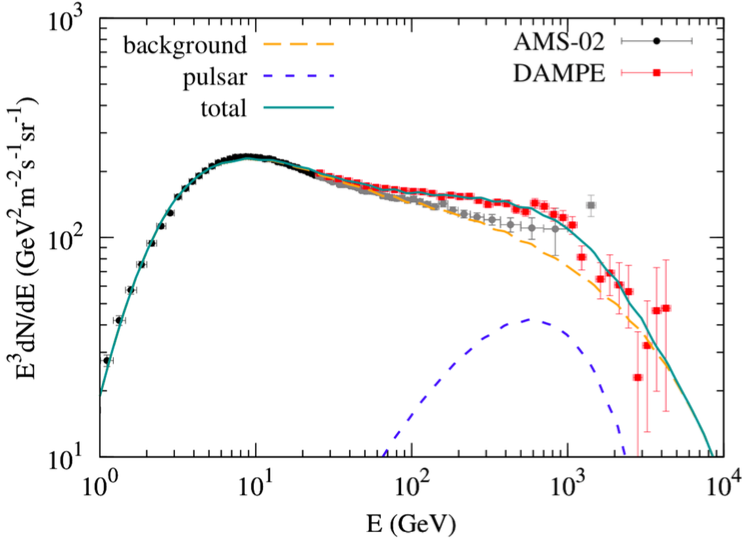 10³
background
pulsar
total
AMS-02
DAMPE
E³dN/dE (GeV²m⁻²s⁻¹sr⁻¹)
10²
10¹
10⁰ 10¹ 10² 10³ 10⁴
E (GeV)